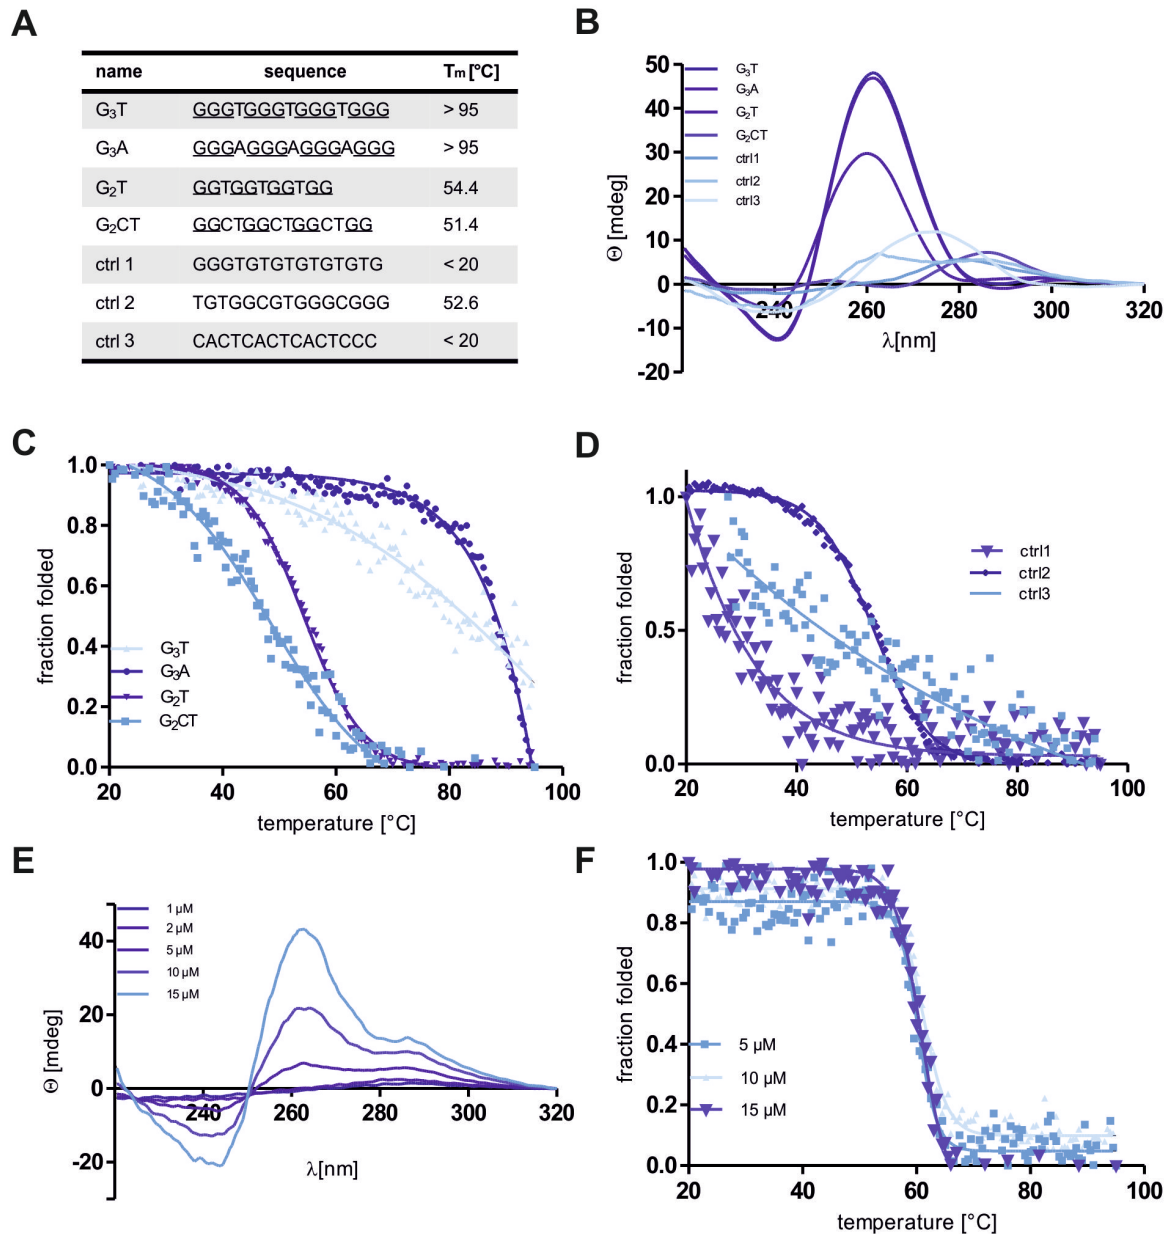 A
name sequence Tm [°C]
G3T GGGTGGGTGGGTGGG > 95
G3A GGGAGGGAGGGAGGG > 95
G2T GGTGGTGGTGG 54.4
G2CT GGCTGGCTGGCTGG 51.4
ctrl 1 GGGTGTGTGTGTGTG < 20
ctrl 2 TGTGGCGTGGGCGGG 52.6
ctrl 3 CACTCACTCACTCCC < 20
B
50
40
30
20
10
0
-10
-20
Θ [mdeg]
G3T
G3A
G2T
G2CT
ctrl1
ctrl2
ctrl3
240 260 280 300 320
λ[nm]
C
1.0
0.8
0.6
0.4
0.2
0.0
fraction folded
G3T
G3A
G2T
G2CT
20 40 60 80 100
temperature [°C]
D
1.0
0.5
0.0
fraction folded
ctrl1
ctrl2
ctrl3
20 40 60 80 100
temperature [°C]
E
40
20
0
-20
Θ [mdeg]
1 µM
2 µM
5 µM
10 µM
15 µM
240 260 280 300 320
λ[nm]
F
1.0
0.8
0.6
0.4
0.2
0.0
fraction folded
5 µM
10 µM
15 µM
20 40 60 80 100
temperature [°C]